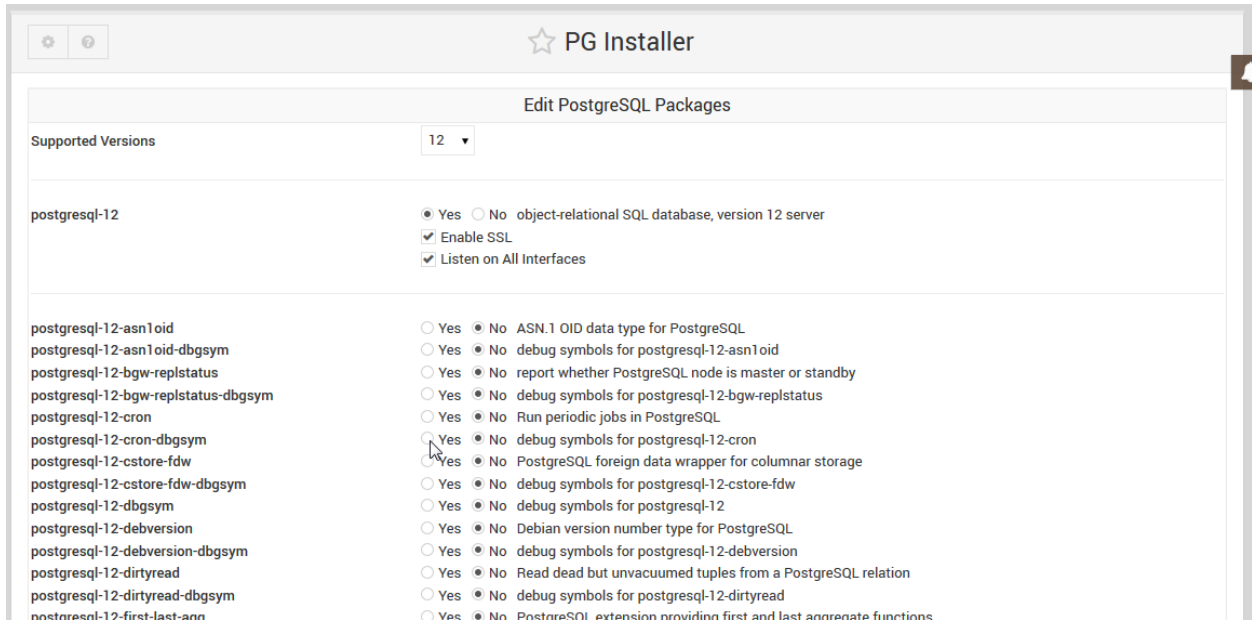 PG Installer
Edit PostgreSQL Packages
Supported Versions 12
postgresql-12 Yes No object-relational SQL database, version 12 server
Enable SSL
Listen on All Interfaces
postgresql-12-asn1oid Yes No ASN.1 OID data type for PostgreSQL
postgresql-12-asn1oid-dbgsym Yes No debug symbols for postgresql-12-asn1oid
postgresql-12-bgw-replstatus Yes No report whether PostgreSQL node is master or standby
postgresql-12-bgw-replstatus-dbgsym Yes No debug symbols for postgresql-12-bgw-replstatus
postgresql-12-cron Yes No Run periodic jobs in PostgreSQL
postgresql-12-cron-dbgsym Yes No debug symbols for postgresql-12-cron
postgresql-12-cstore-fdw Yes No PostgreSQL foreign data wrapper for columnar storage
postgresql-12-cstore-fdw-dbgsym Yes No debug symbols for postgresql-12-cstore-fdw
postgresql-12-dbgsym Yes No debug symbols for postgresql-12
postgresql-12-debversion Yes No Debian version number type for PostgreSQL
postgresql-12-debversion-dbgsym Yes No debug symbols for postgresql-12-debversion
postgresql-12-dirtyread Yes No Read dead but unvacuumed tuples from a PostgreSQL relation
postgresql-12-dirtyread-dbgsym Yes No debug symbols for postgresql-12-dirtyread
postgresql-12-first-last-agg Yes No PostgreSQL extension providing first and last aggregate functions